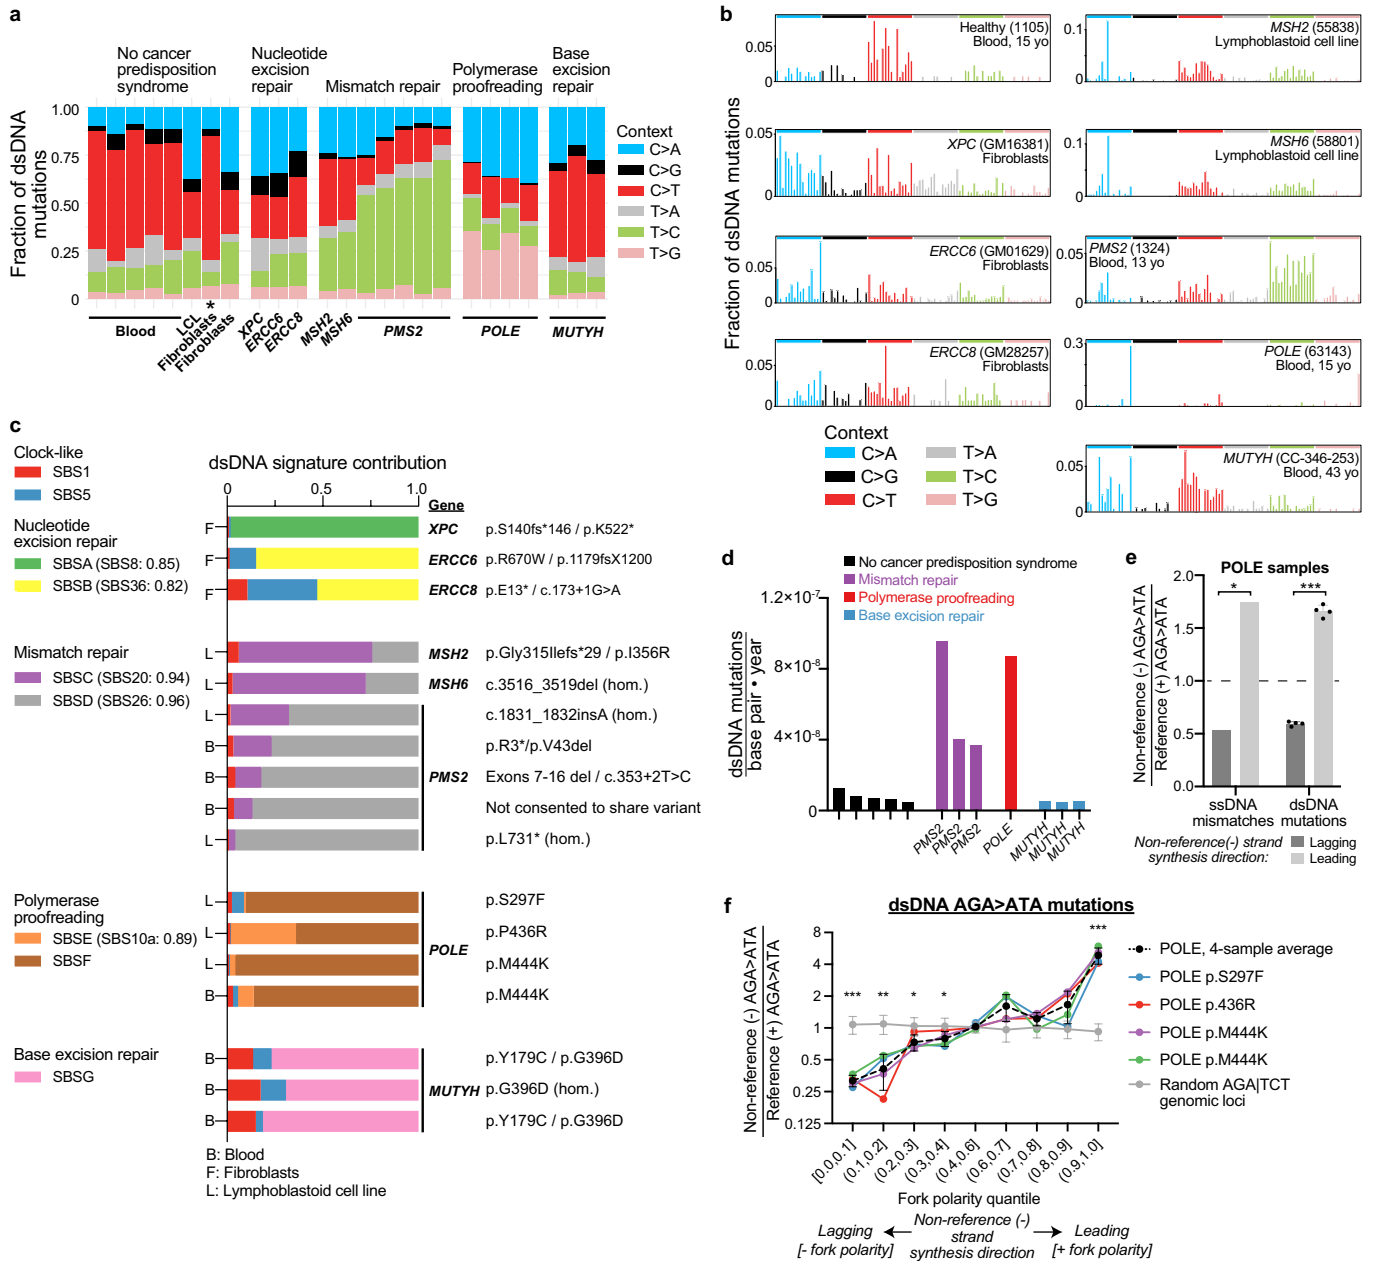 a
No cancer
predisposition
syndrome
Nucleotide
excision
repair
Mismatch repair
Polymerase
proofreading
Base
excision
repair
Fraction of dsDNA
mutations
1.00
0.75
0.50
0.25
0
Context
C>A
C>G
C>T
T>A
T>C
T>G
Blood
LCL
Fibroblasts
*
Fibroblasts
XPC
ERCC6
ERCC8
MSH2
MSH6
PMS2
POLE
MUTYH
b
Fraction of dsDNA mutations
Healthy (1105)
Blood, 15 yo
0.05
0
MSH2 (55838)
Lymphoblastoid cell line
0.1
0
XPC (GM16381)
Fibroblasts
0.05
0
MSH6 (58801)
Lymphoblastoid cell line
0.1
0
ERCC6 (GM01629)
Fibroblasts
0.05
0
PMS2 (1324)
Blood, 13 yo
0.05
0
ERCC8 (GM28257)
Fibroblasts
0.05
0
POLE (63143)
Blood, 15 yo
0.3
0
MUTYH (CC-346-253)
Blood, 43 yo
0.05
0
Context
C>A
C>G
C>T
T>A
T>C
T>G
c
Clock-like
SBS1
SBS5
Nucleotide
excision repair
SBSA (SBS8: 0.85)
SBSB (SBS36: 0.82)
Mismatch repair
SBSC (SBS20: 0.94)
SBSD (SBS26: 0.96)
Polymerase
proofreading
SBSE (SBS10a: 0.89)
SBSF
Base excision repair
SBSG
dsDNA signature contribution
0 0.5 1.0
Gene
F XPC p.S140fs*146 / p.K522*
F ERCC6 p.R670W / p.1179fsX1200
F ERCC8 p.E13* / c.173+1G>A
L MSH2 p.Gly315Ilefs*29 / p.I356R
L MSH6 c.3516_3519del (hom.)
L c.1831_1832insA (hom.)
B p.R3*/p.V43del
B PMS2 Exons 7-16 del / c.353+2T>C
B Not consented to share variant
L p.L731* (hom.)
L p.S297F
L p.P436R
POLE
L p.M444K
B p.M444K
B p.Y179C / p.G396D
B MUTYH p.G396D (hom.)
B p.Y179C / p.G396D
B: Blood
F: Fibroblasts
L: Lymphoblastoid cell line
d
No cancer predisposition syndrome
Mismatch repair
Polymerase proofreading
Base excision repair
dsDNA mutations
base pair • year
1.2×10-7
8×10-8
4×10-8
0
PMS2
PMS2
PMS2
POLE
MUTYH
MUTYH
MUTYH
e
POLE samples
Non-reference (-) AGA>ATA
Reference (+) AGA>ATA
2.0
1.5
1.0
0.5
0.0
*
***
ssDNA
mismatches
dsDNA
mutations
Non-reference(-) strand
synthesis direction:
Lagging
Leading
f
dsDNA AGA>ATA mutations
Non-reference (-) AGA>ATA
Reference (+) AGA>ATA
8
4
2
1
0.5
0.25
0.125
***
**
*
*
***
[0.0,0.1]
(0.1,0.2]
(0.2,0.3]
(0.3,0.4]
(0.4,0.6]
(0.6,0.7]
(0.7,0.8]
(0.8,0.9]
(0.9,1.0]
Fork polarity quantile
Lagging
[- fork polarity]
Non-reference (-)
strand
synthesis direction
Leading
[+ fork polarity]
POLE, 4-sample average
POLE p.S297F
POLE p.436R
POLE p.M444K
POLE p.M444K
Random AGA|TCT
genomic loci